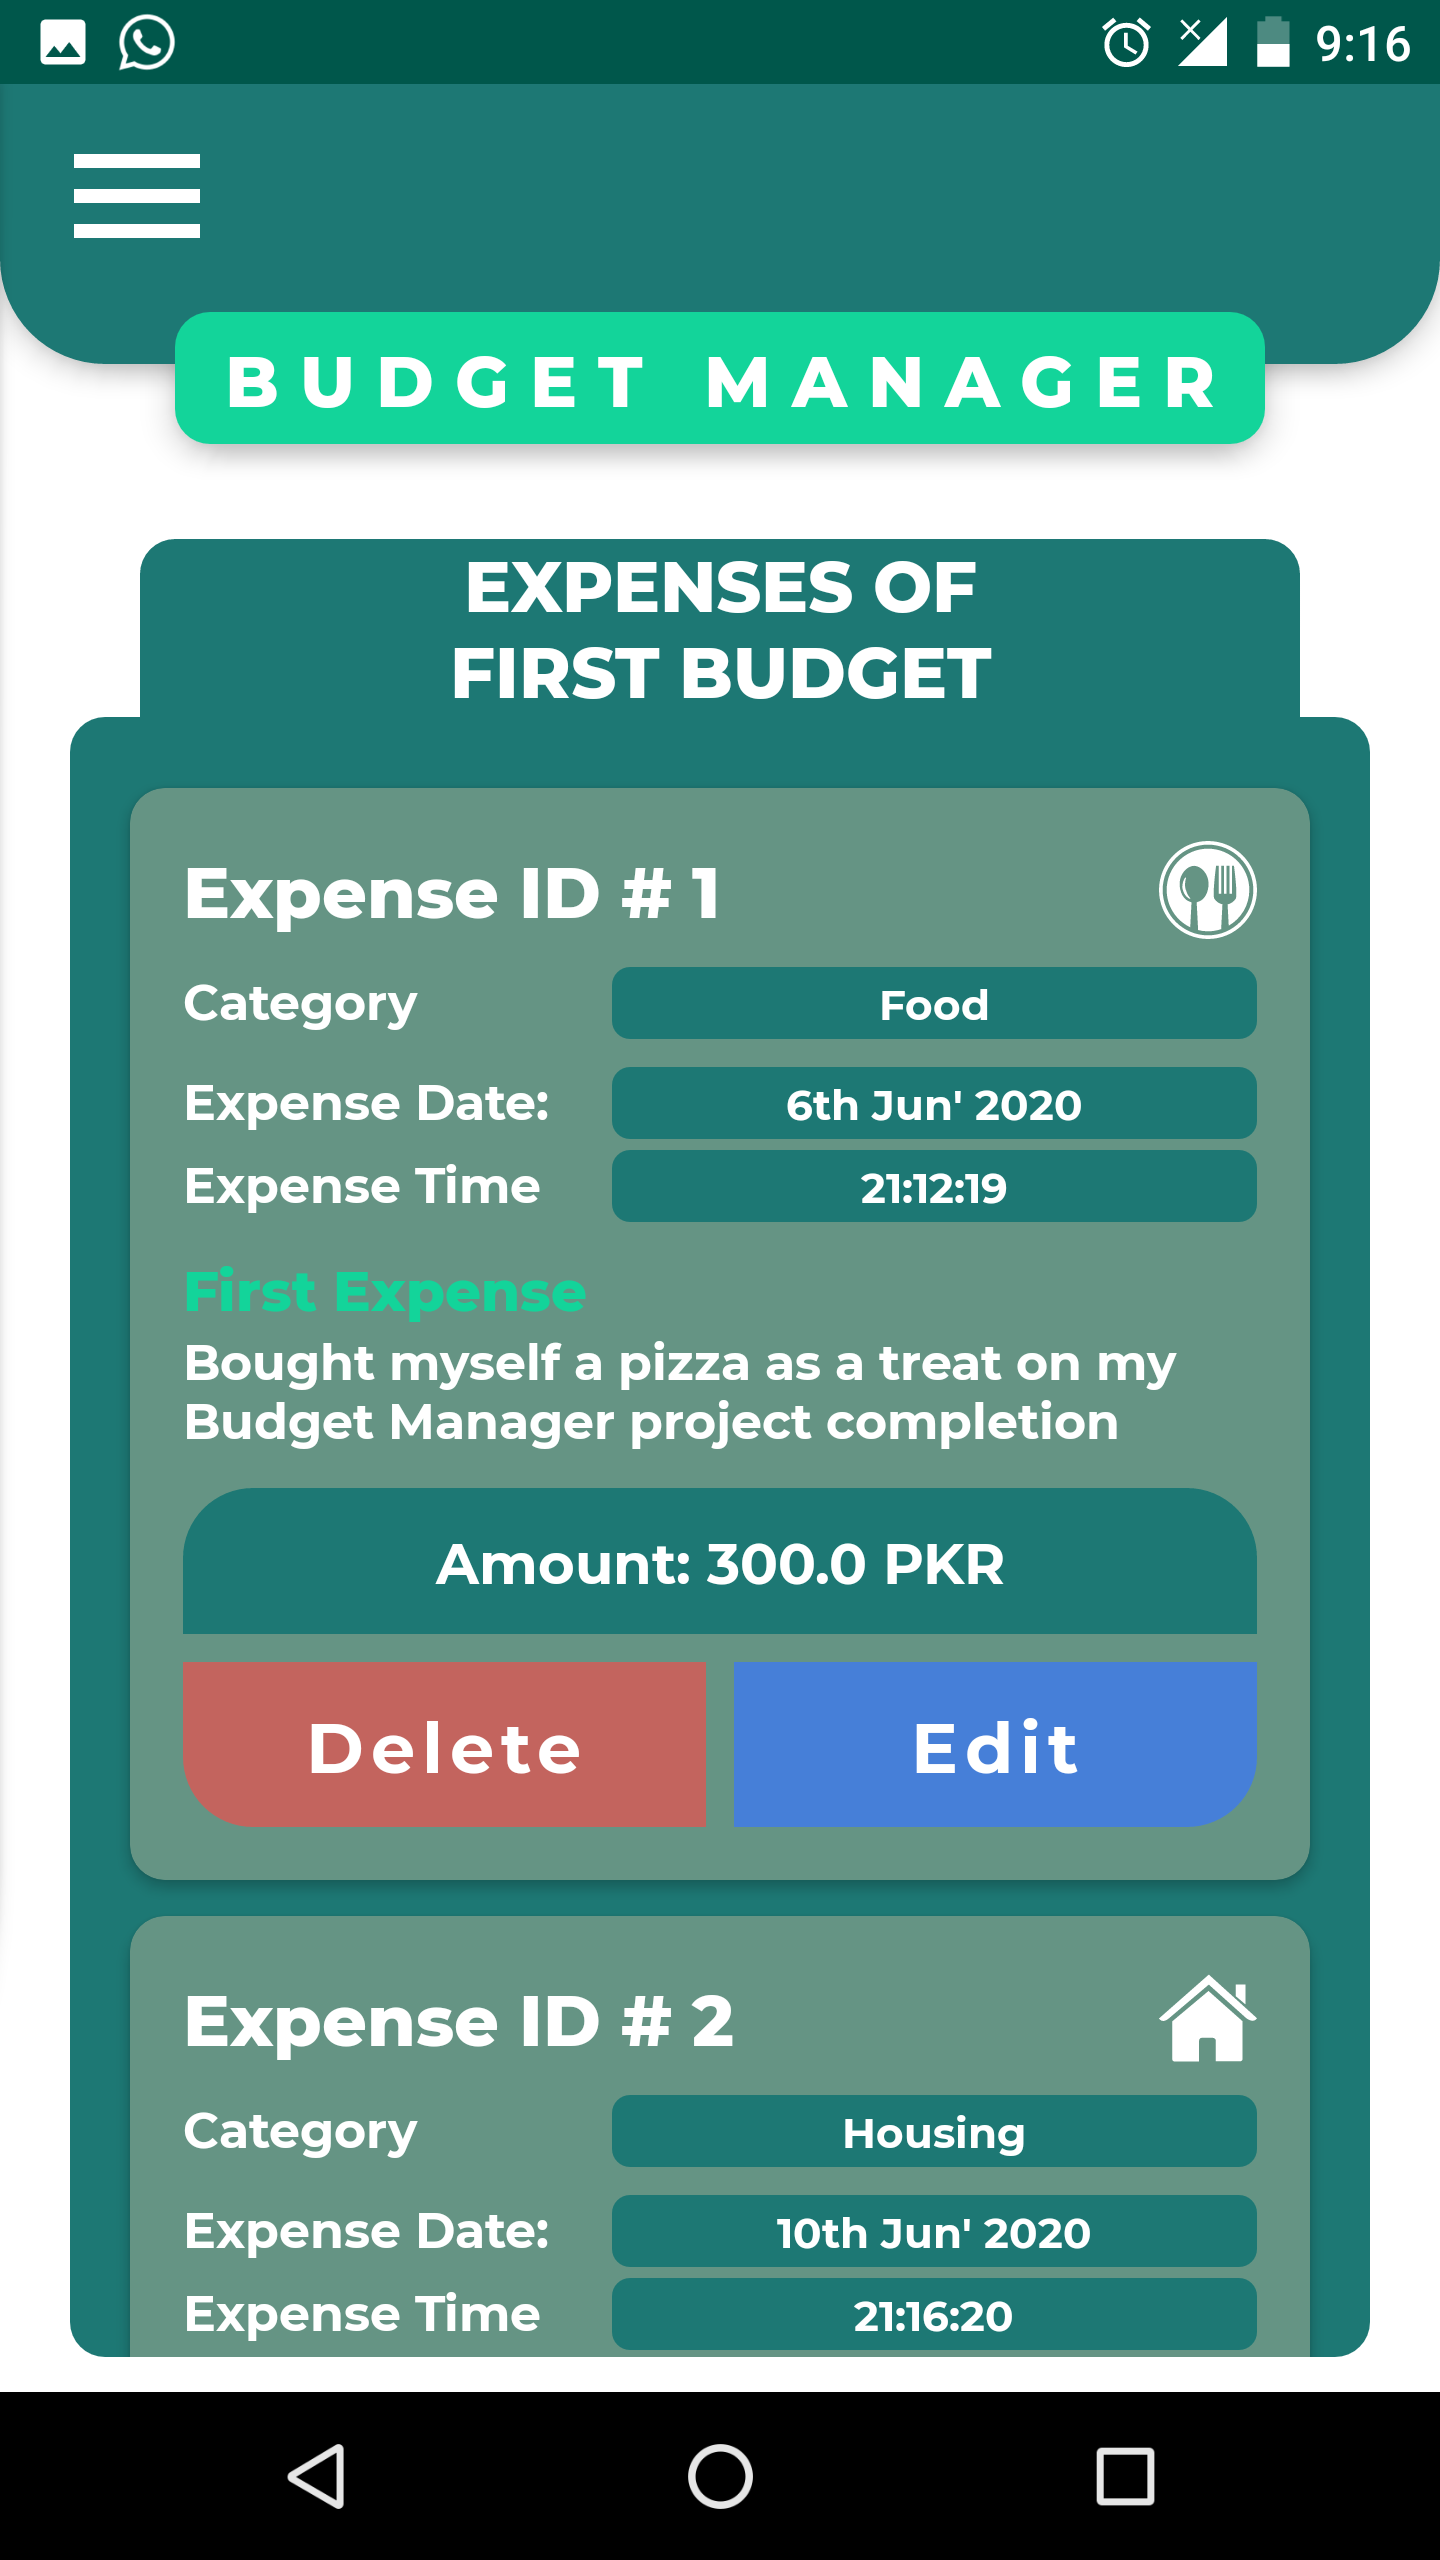 9:16
BUDGET MANAGER
EXPENSES OF
FIRST BUDGET
Expense ID # 1
Category
Food
Expense Date:
6th Jun' 2020
Expense Time
21:12:19
First Expense
Bought myself a pizza as a treat on my
Budget Manager project completion
Amount: 300.0 PKR
Delete
Edit
Expense ID # 2
Category
Housing
Expense Date:
10th Jun' 2020
Expense Time
21:16:20